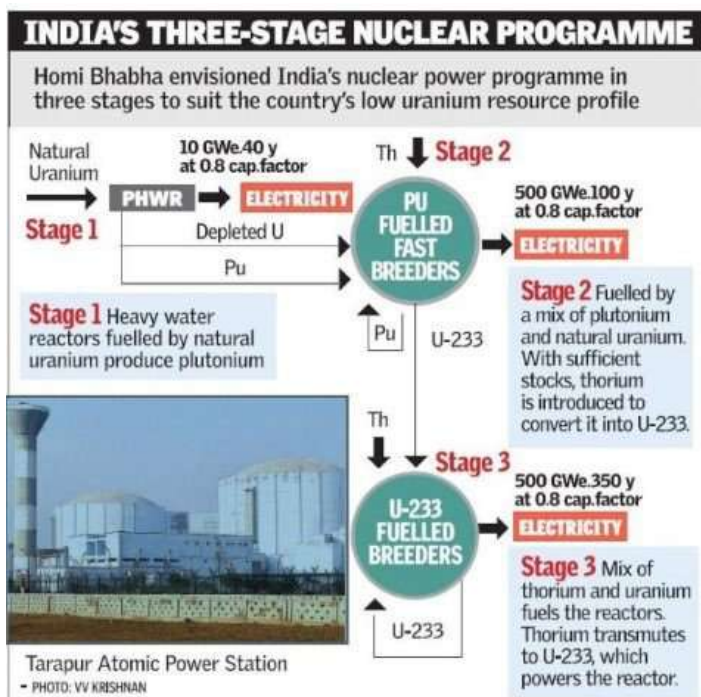 INDIA'S THREE-STAGE NUCLEAR PROGRAMME
Homi Bhabha envisioned India's nuclear power programme in
three stages to suit the country's low uranium resource profile
Natural
Uranium
Stage 1
PHWR
10 GWe.40 y
at 0.8 cap.factor
ELECTRICITY
Depleted U
Pu
Th
Stage 2
PU
FUELLED
FAST
BREEDERS
500 GWe.100 y
at 0.8 cap.factor
ELECTRICITY
Pu
U-233
Stage 1 Heavy water
reactors fuelled by natural
uranium produce plutonium
Stage 2 Fuelled by
a mix of plutonium
and natural uranium.
With sufficient
stocks, thorium
is introduced to
convert it into U-233.
Th
Stage 3
U-233
FUELLED
BREEDERS
500 GWe.350 y
at 0.8 cap.factor
ELECTRICITY
U-233
Stage 3 Mix of
thorium and uranium
fuels the reactors.
Thorium transmutes
to U-233, which
powers the reactor.
Tarapur Atomic Power Station
- PHOTO: VV KRISHNAN